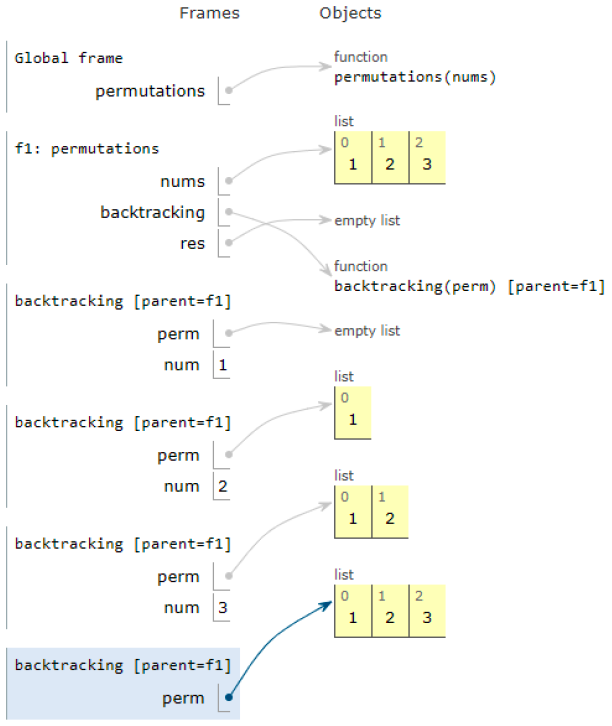 Frames Objects
Global frame
permutations
function
permutations(nums)
f1: permutations
nums
backtracking
res
list
0 1 2
1 2 3
empty list
function
backtracking(perm) [parent=f1]
backtracking [parent=f1]
perm
num 1
empty list
backtracking [parent=f1]
perm
num 2
list
0
1
backtracking [parent=f1]
perm
num 3
list
0 1
1 2
backtracking [parent=f1]
perm
list
0 1 2
1 2 3